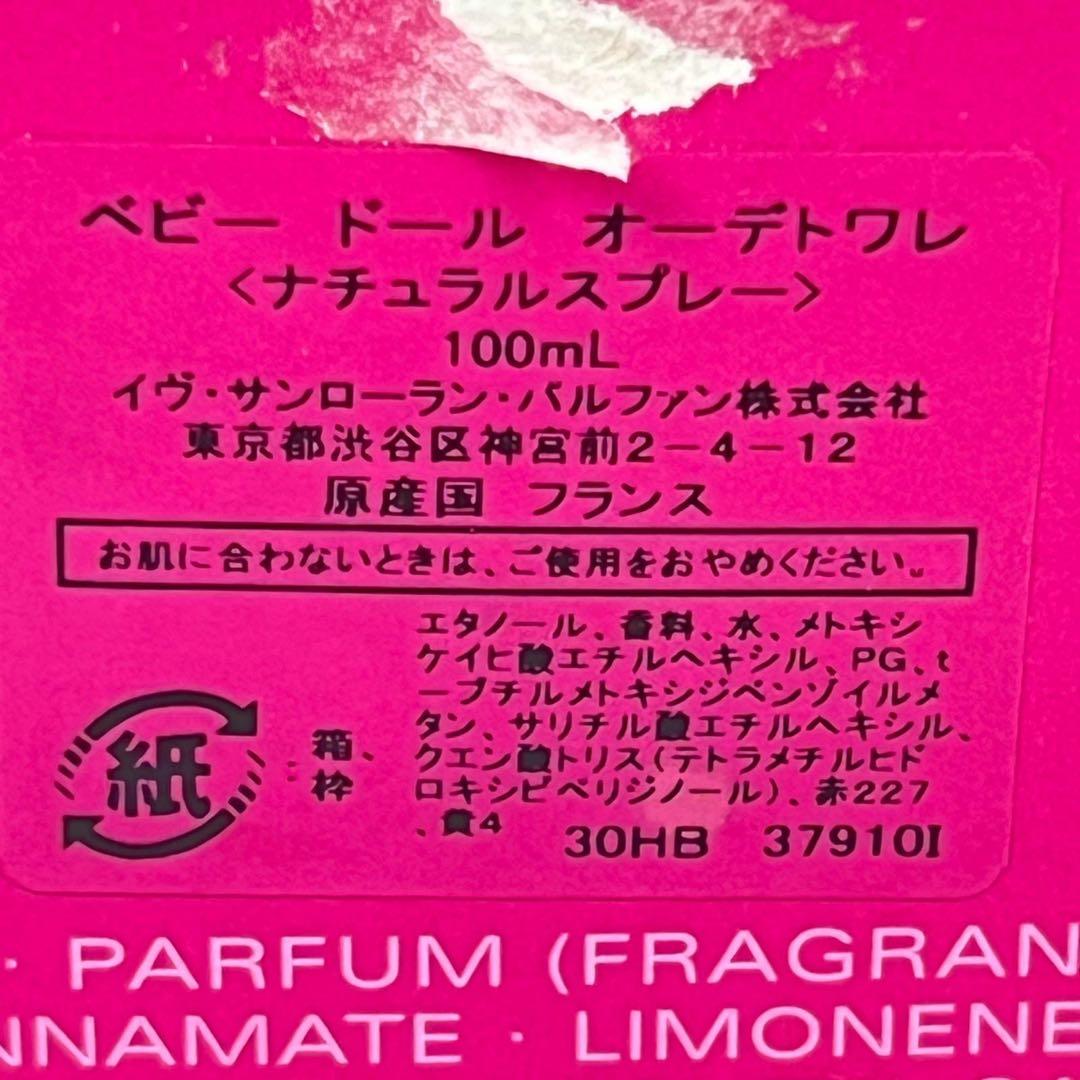 ベビー ドール オーデトワレ
<ナチュラルスプレー>
100mL
イヴ・サンローラン・パルファン株式会社
東京都渋谷区神宮前2-4-12
原産国 フランス
お肌に合わないときは、ご使用をおやめください。
エタノール、香料、水、メトキシ
ケイヒ酸エチルヘキシル、PG、t
ーブチルメトキシジベンゾイルメ
タン、サリチル酸エチルヘキシル、
クエン酸トリス(テトラメチルヒド
ロキシピペリジノール)、赤227
、黄4
紙
箱、
枠
30HB 37910I
· PARFUM (FRAGRAN
NNAMATE · LIMONENE